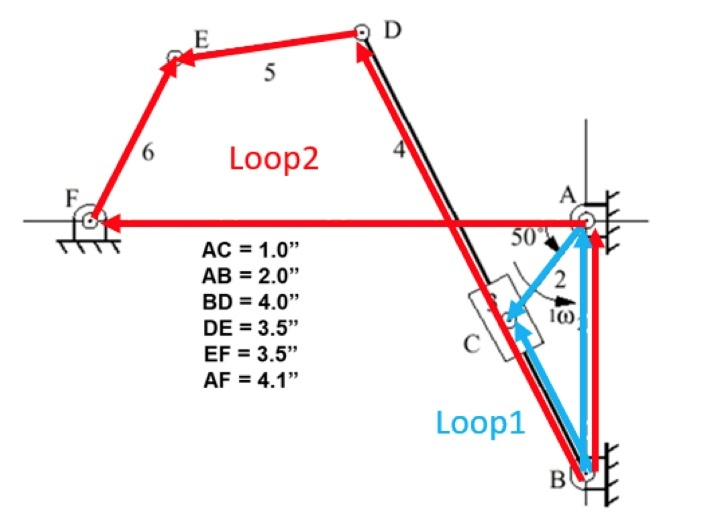 E
D
5
6
Loop2
4
F
A
50°
AC = 1.0”
AB = 2.0”
BD = 4.0”
DE = 3.5”
EF = 3.5”
AF = 4.1”
2
3
1ω2
C
Loop1
B